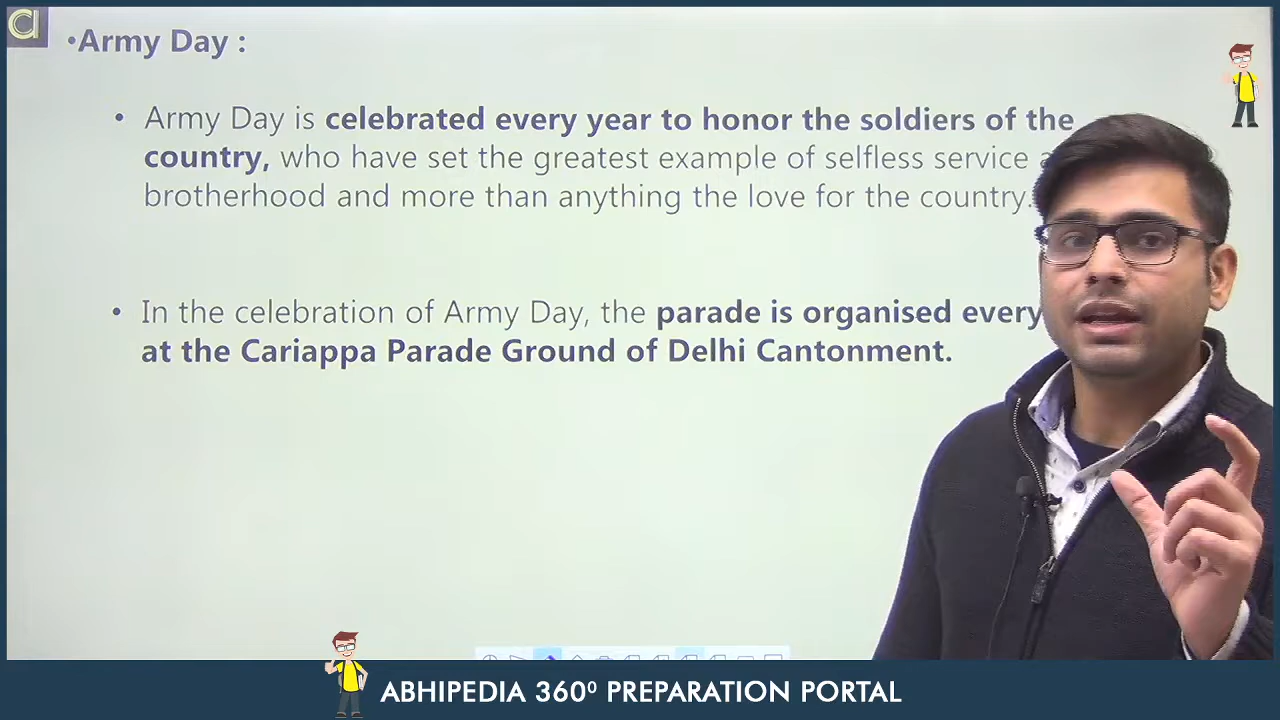 a
•Army Day :
• Army Day is celebrated every year to honor the soldiers of the
country, who have set the greatest example of selfless service
brotherhood and more than anything the love for the country.
• In the celebration of Army Day, the parade is organised every
at the Cariappa Parade Ground of Delhi Cantonment.
ABHIPEDIA 360⁰ PREPARATION PORTAL